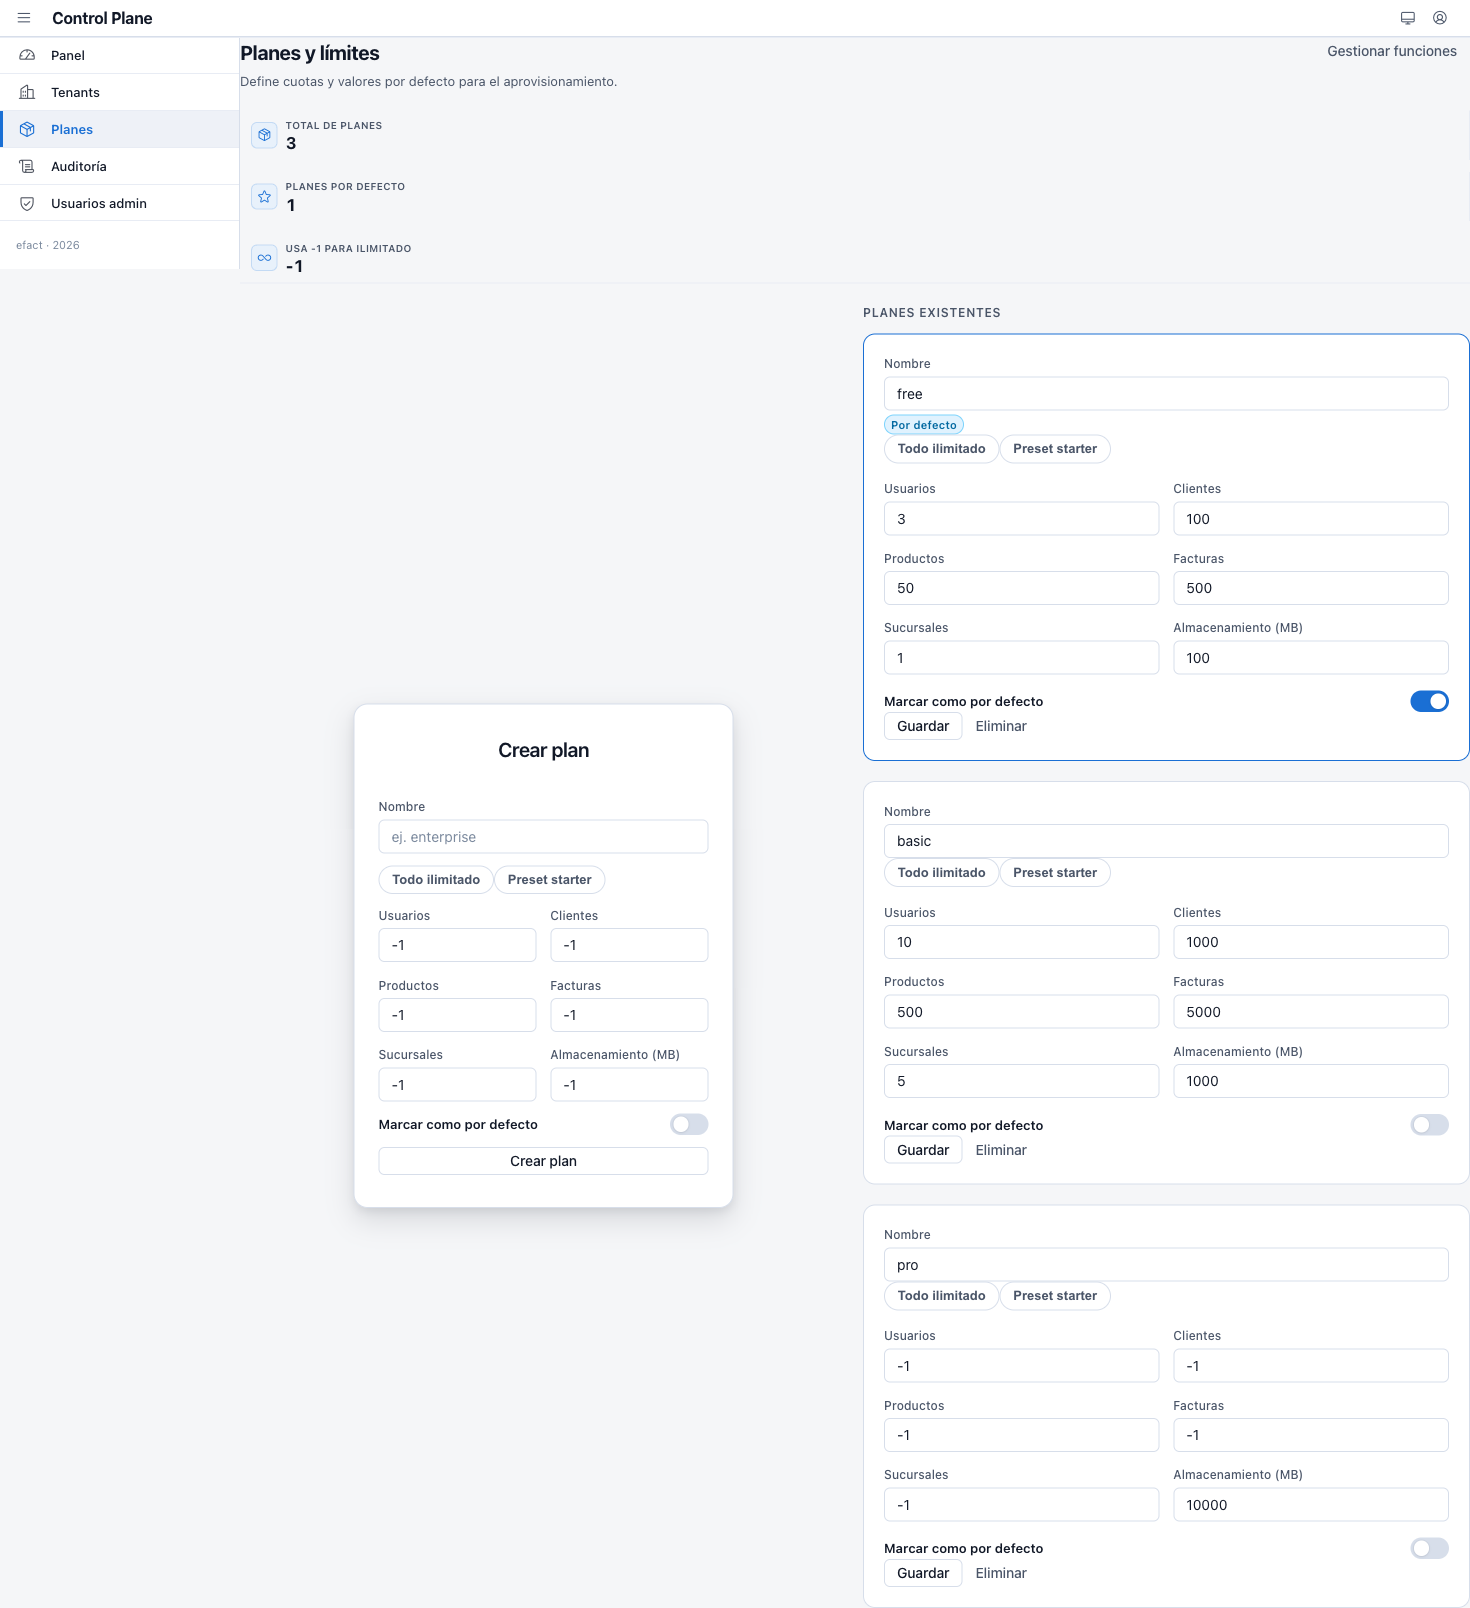 Control Plane
Panel
Tenants
Planes
Auditoría
Usuarios admin
efact · 2026
Planes y límites
Gestionar funciones
Define cuotas y valores por defecto para el aprovisionamiento.
TOTAL DE PLANES
3
PLANES POR DEFECTO
1
USA -1 PARA ILIMITADO
-1
Crear plan
Nombre
ej. enterprise
Todo ilimitado Preset starter
Usuarios Clientes
-1 -1
Productos Facturas
-1 -1
Sucursales Almacenamiento (MB)
-1 -1
Marcar como por defecto
Crear plan
PLANES EXISTENTES
Nombre
free
Por defecto
Todo ilimitado Preset starter
Usuarios Clientes
3 100
Productos Facturas
50 500
Sucursales Almacenamiento (MB)
1 100
Marcar como por defecto
Guardar Eliminar
Nombre
basic
Todo ilimitado Preset starter
Usuarios Clientes
10 1000
Productos Facturas
500 5000
Sucursales Almacenamiento (MB)
5 1000
Marcar como por defecto
Guardar Eliminar
Nombre
pro
Todo ilimitado Preset starter
Usuarios Clientes
-1 -1
Productos Facturas
-1 -1
Sucursales Almacenamiento (MB)
-1 10000
Marcar como por defecto
Guardar Eliminar